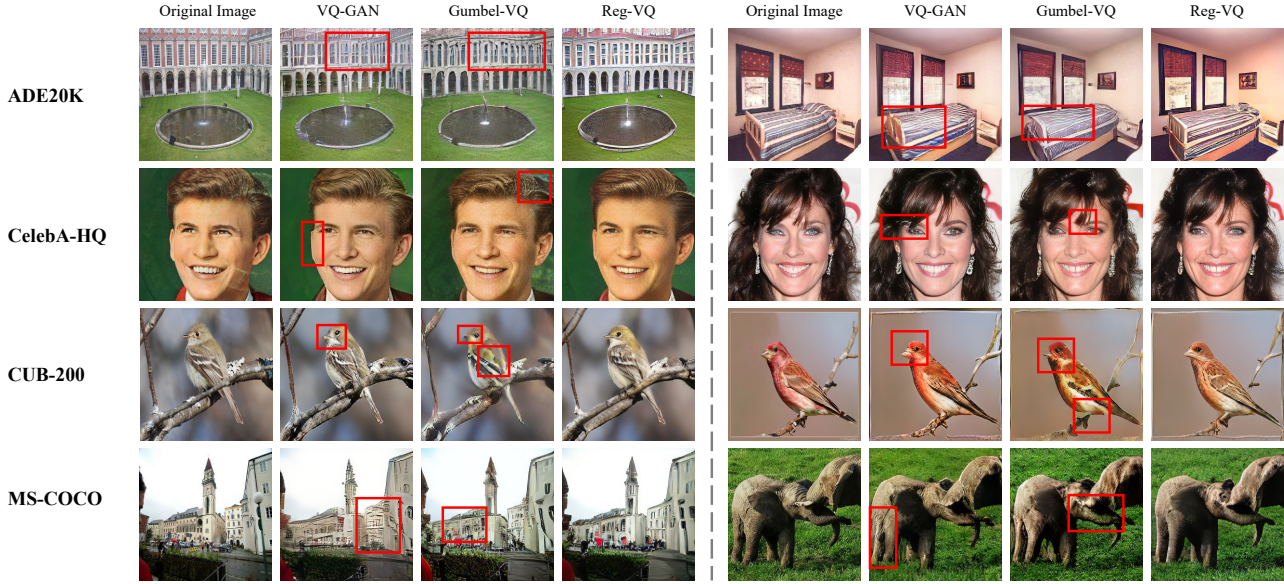 Original Image VQ-GAN Gumbel-VQ Reg-VQ Original Image VQ-GAN Gumbel-VQ Reg-VQ
ADE20K
CelebA-HQ
CUB-200
MS-COCO